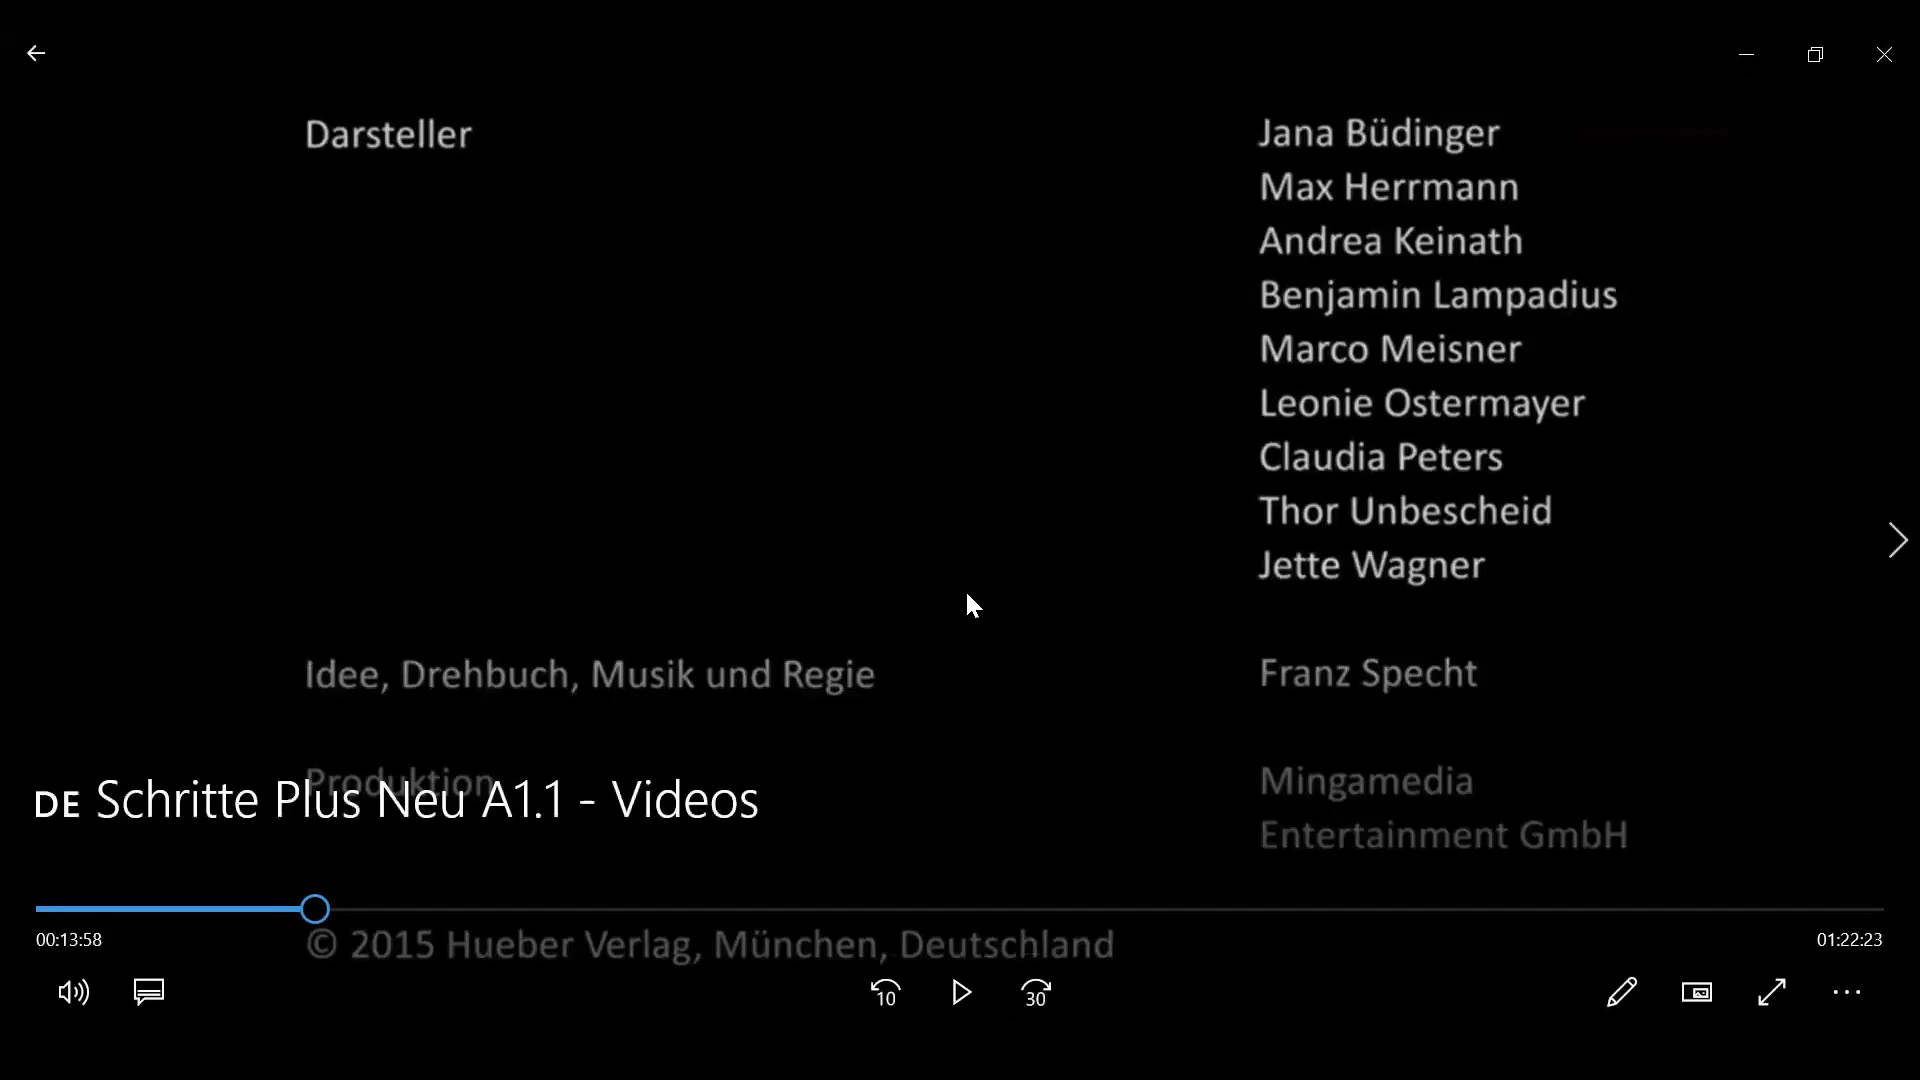 Darsteller Jana Büdinger
Max Herrmann
Andrea Keinath
Benjamin Lampadius
Marco Meisner
Leonie Ostermayer
Claudia Peters
Thor Unbescheid
Jette Wagner
Idee, Drehbuch, Musik und Regie Franz Specht
Produktion Mingamedia
Entertainment GmbH
DE Schritte Plus Neu A1.1 - Videos
00:13:58 01:22:23
© 2015 Hueber Verlag, München, Deutschland
10 30